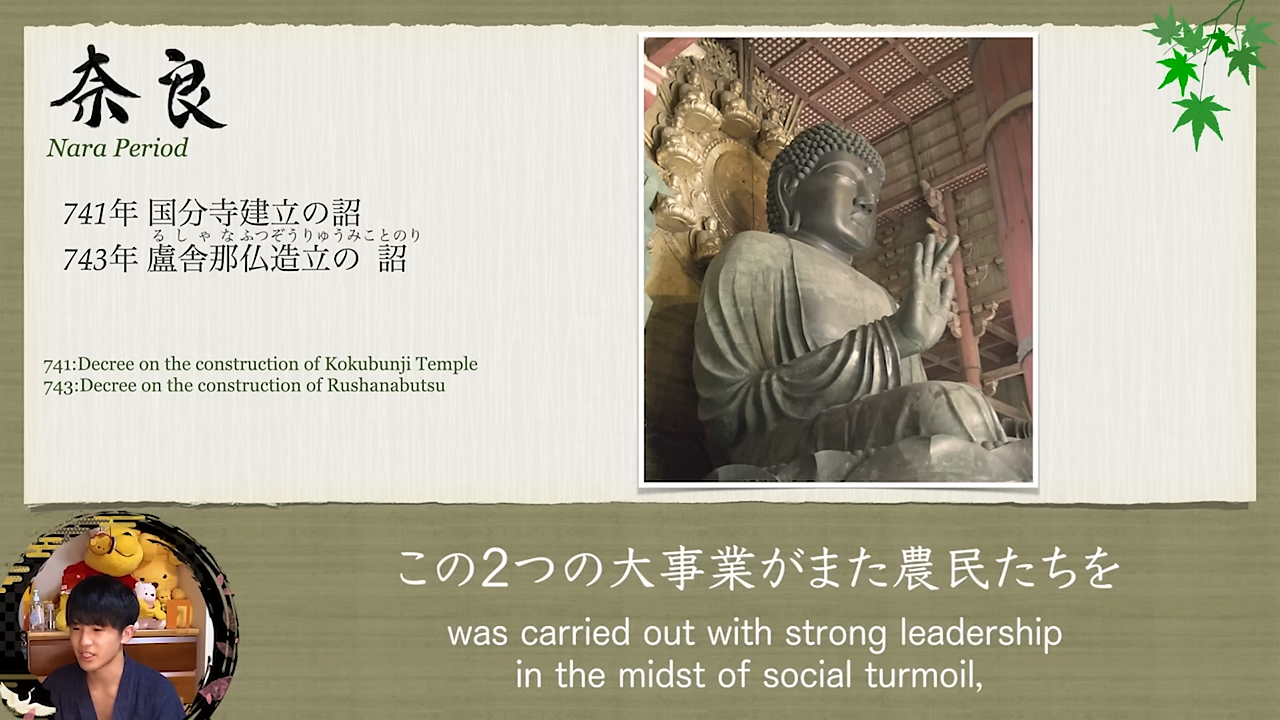 奈良
Nara Period
741年 国分寺建立の詔
るしゃなふつぞうりゅうみことのり
743年 盧舎那仏造立の 詔
741:Decree on the construction of Kokubunji Temple
743:Decree on the construction of Rushanabutsu
この2つの大事業がまた農民たちを
was carried out with strong leadership
in the midst of social turmoil,